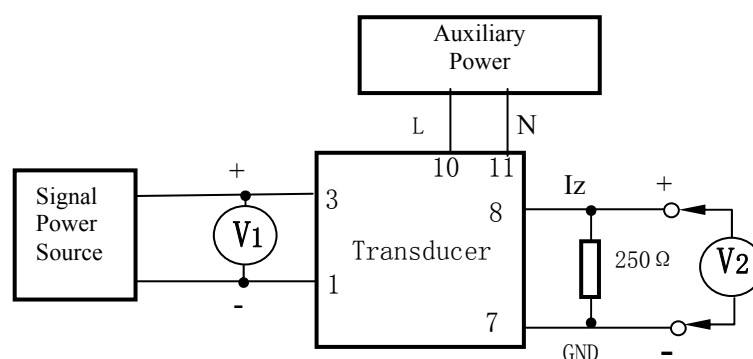 Auxiliary
Power
L
N
10
11
Signal
Power
Source
+
V1
-
3
1
Transducer
8
7
Iz
+
250Ω
V2
GND
-